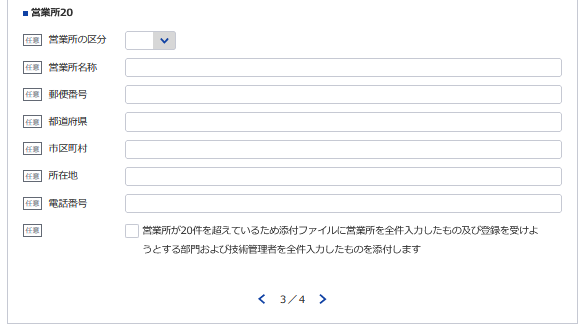 営業所20
任意 営業所の区分
任意 営業所名称
任意 郵便番号
任意 都道府県
任意 市区町村
任意 所在地
任意 電話番号
任意 営業所が20件を超えているため添付ファイルに営業所を全件入力したもの及び登録を受けよ
うとする部門および技術管理者を全件入力したものを添付します
3／4